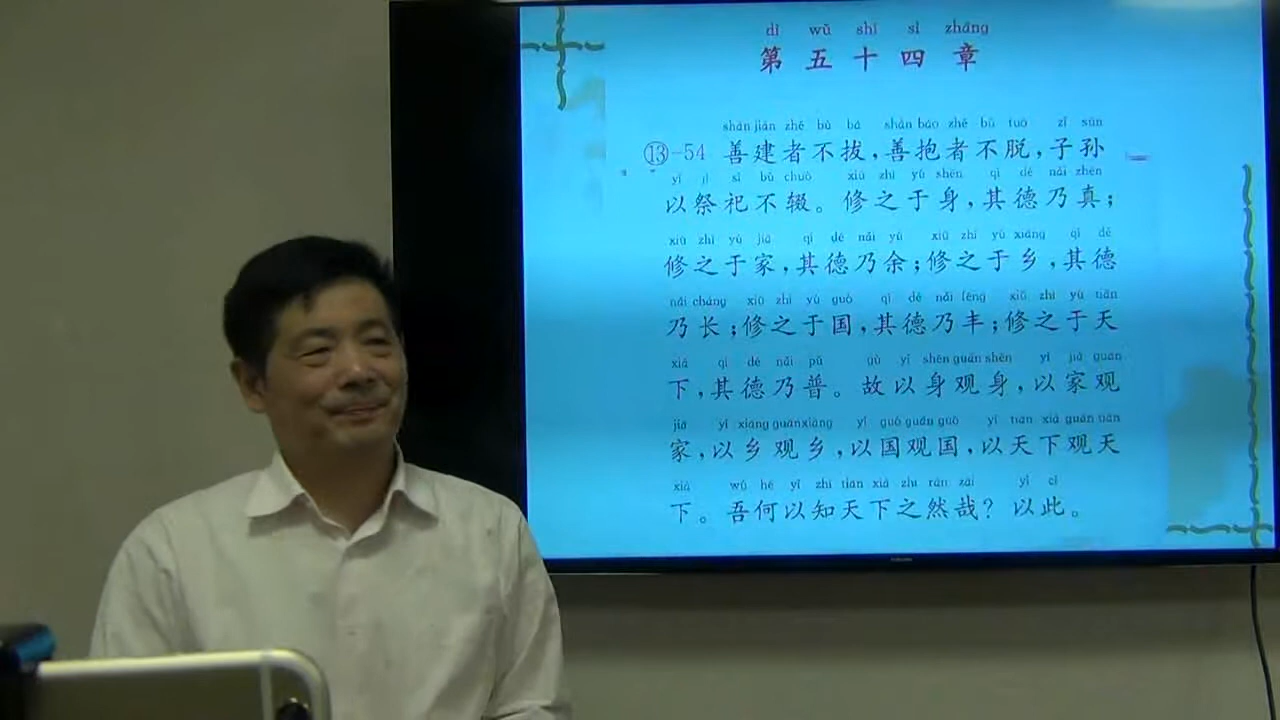 dì wǔ shí sì zhāng
第五十四章
shàn jiàn zhě bù bá shàn bào zhě bù tuō zǐ sūn
⑬-54 善建者不拔，善抱者不脱，子孙
yǐ jì sì bù chuò xiū zhī yú shēn qí dé nǎi zhēn
以祭祀不辍。修之于身，其德乃真；
xiū zhī yú jiā qí dé nǎi yú xiū zhī yú xiāng qí dé
修之于家，其德乃余；修之于乡，其德
nǎi cháng xiū zhī yú guó qí dé nǎi fēng xiū zhī yú tiān
乃长；修之于国，其德乃丰；修之于天
xià qí dé nǎi pǔ gù yǐ shēn guān shēn yǐ jiā guān
下，其德乃普。故以身观身，以家观
jiā yǐ xiāng guān xiāng yǐ guó guān guó yǐ tiān xià guān tiān
家，以乡观乡，以国观国，以天下观天
xià wú hé yǐ zhī tiān xià zhī rán zāi yǐ cǐ
下。吾何以知天下之然哉？以此。